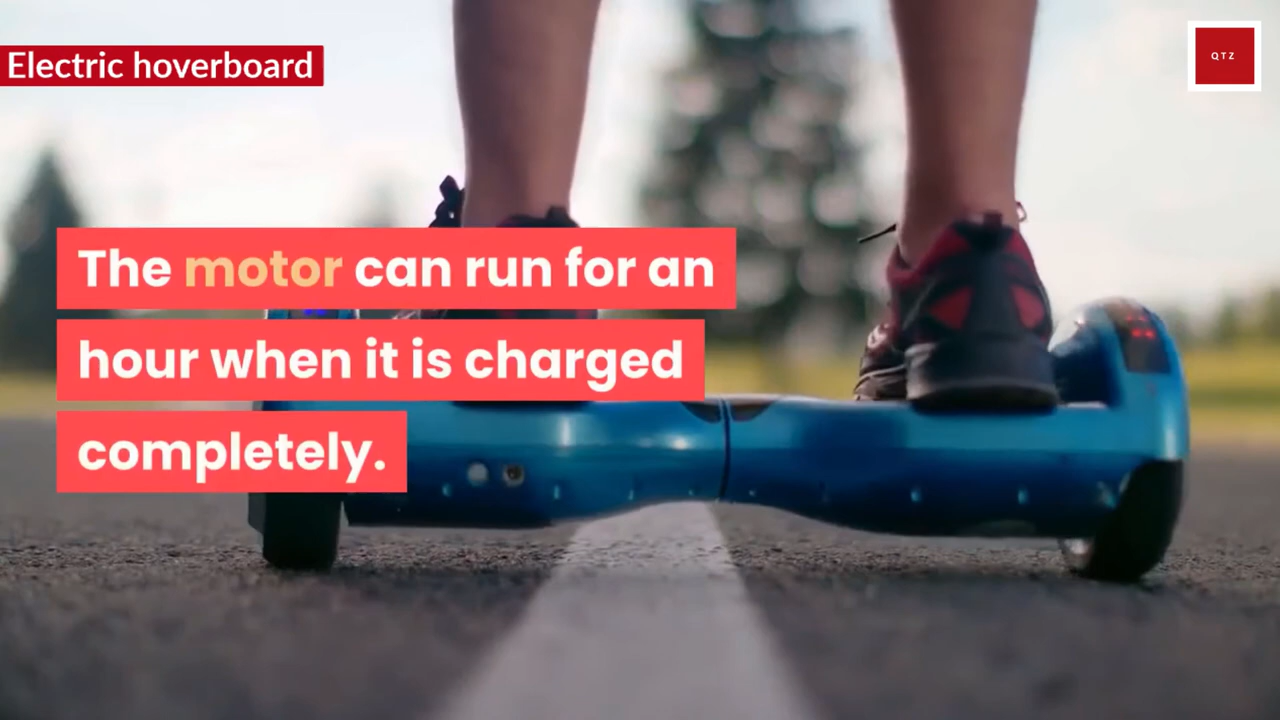 Electric hoverboard
QTZ
The motor can run for an
hour when it is charged
completely.